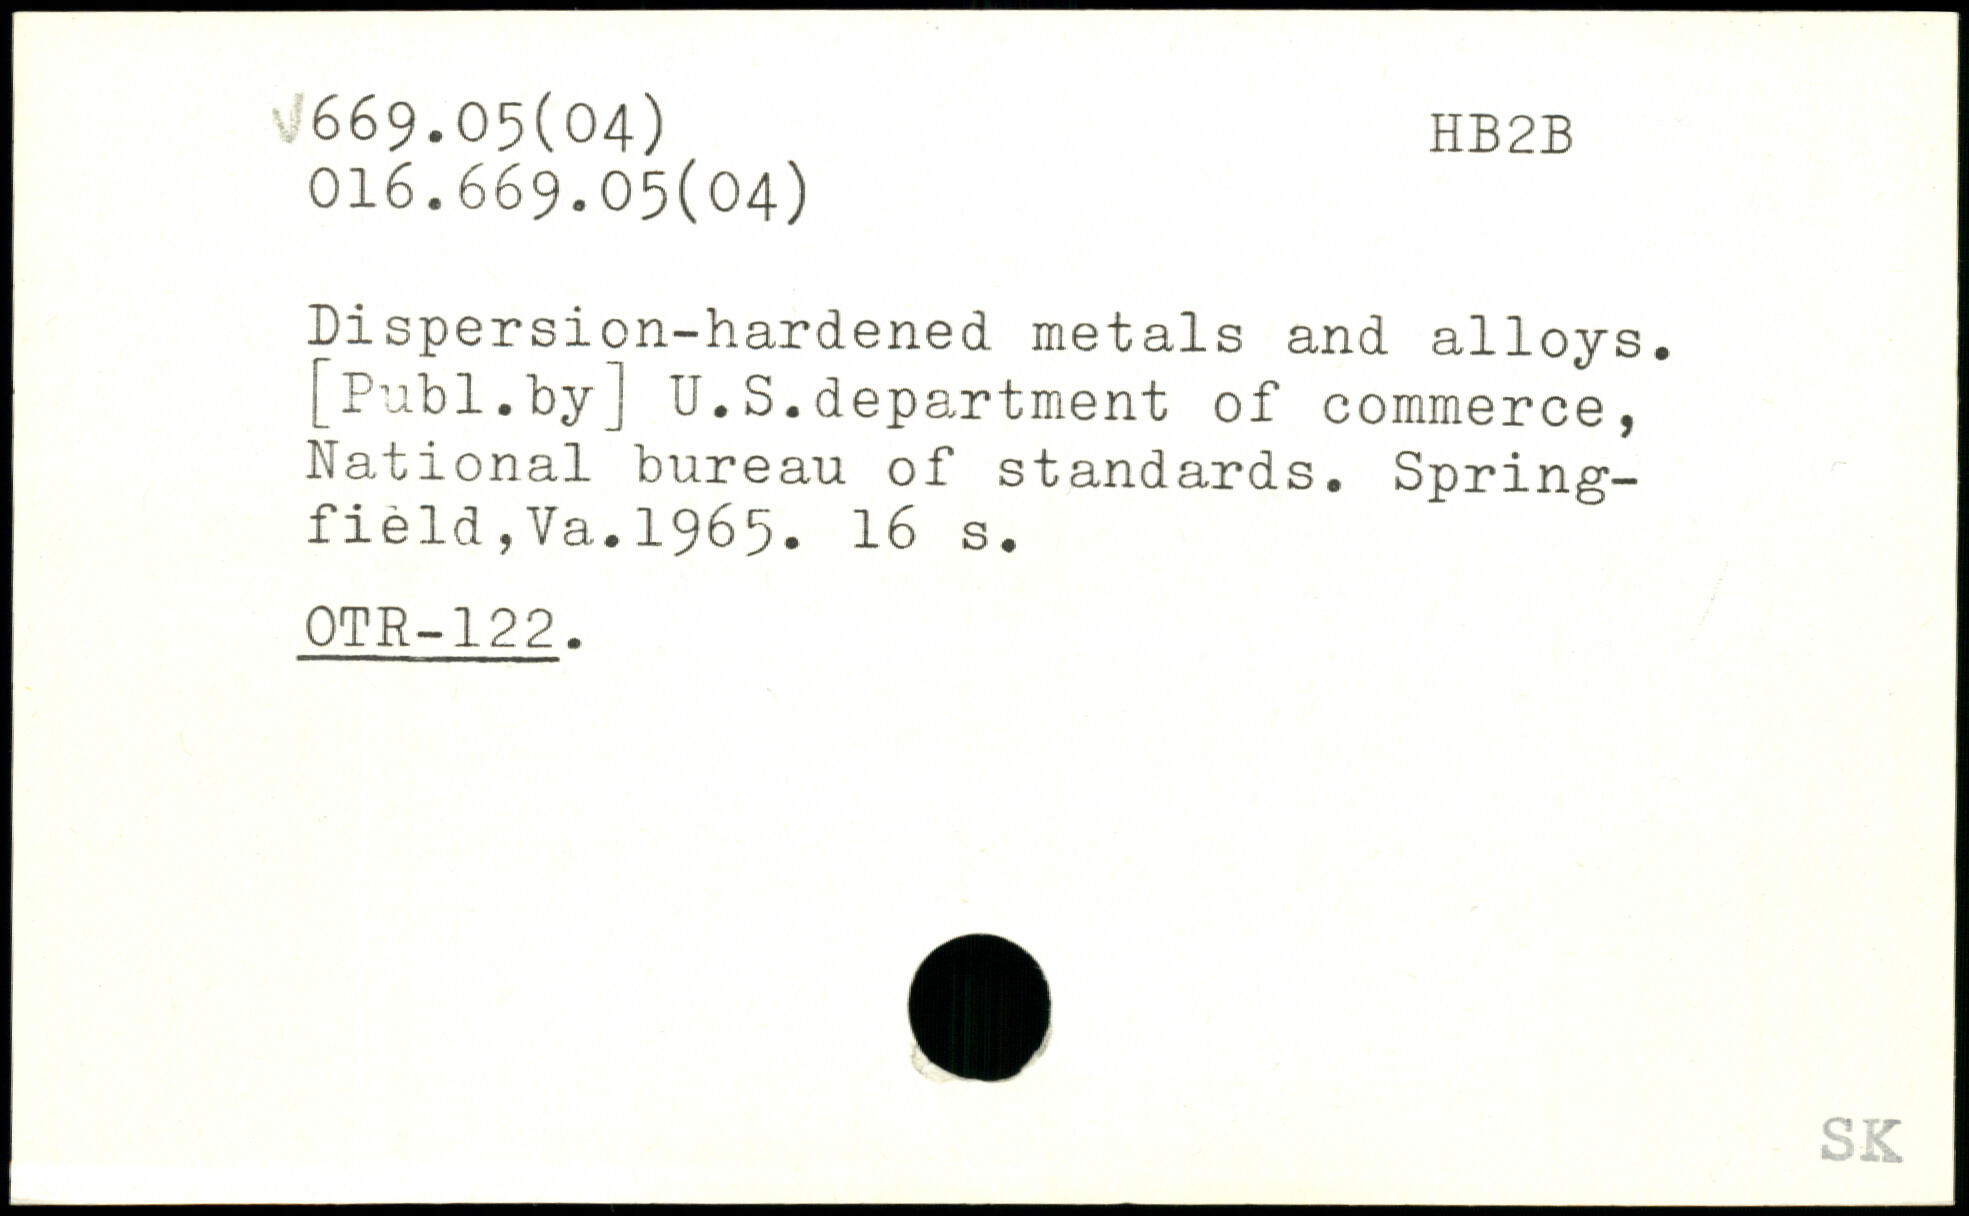 √669.05(04) HB2B
016.669.05(04)
Dispersion-hardened metals and alloys.
[Publ.by] U.S.department of commerce,
National bureau of standards. Spring-
field,Va.1965. 16 s.
OTR-122.
SK